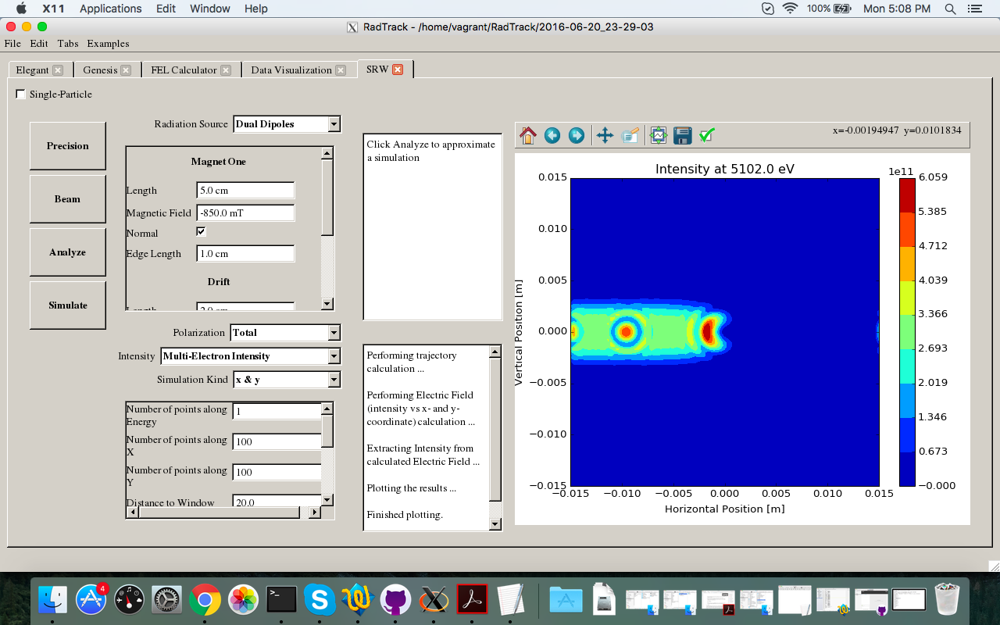 X11 Applications Edit Window Help
100% Mon 5:08 PM
RadTrack - /home/vagrant/RadTrack/2016-06-20_23-29-03
File Edit Tabs Examples
Elegant Genesis FEL Calculator Data Visualization SRW
Single-Particle
Precision
Beam
Analyze
Simulate
Radiation Source Dual Dipoles
Magnet One
Length 5.0 cm
Magnetic Field -850.0 mT
Normal
Edge Length 1.0 cm
Drift
Length 2.0 cm
Polarization Total
Intensity Multi-Electron Intensity
Simulation Kind x & y
Number of points along
Energy
1
Number of points along
X
100
Number of points along
Y
100
Distance to Window 20.0
Click Analyze to approximate
a simulation
Performing trajectory
calculation ...
Performing Electric Field
(intensity vs x- and y-
coordinate) calculation ...
Extracting Intensity from
calculated Electric Field ...
Plotting the results ...
Finished plotting.
x=-0.00194947 y=0.0101834
Intensity at 5102.0 eV
Vertical Position [m]
0.015
0.010
0.005
0.000
−0.005
−0.010
−0.015
−0.015 −0.010 −0.005 0.000 0.005 0.010 0.015
Horizontal Position [m]
1e11
6.059
5.385
4.712
4.039
3.366
2.693
2.019
1.346
0.673
−0.000
4
>_
S